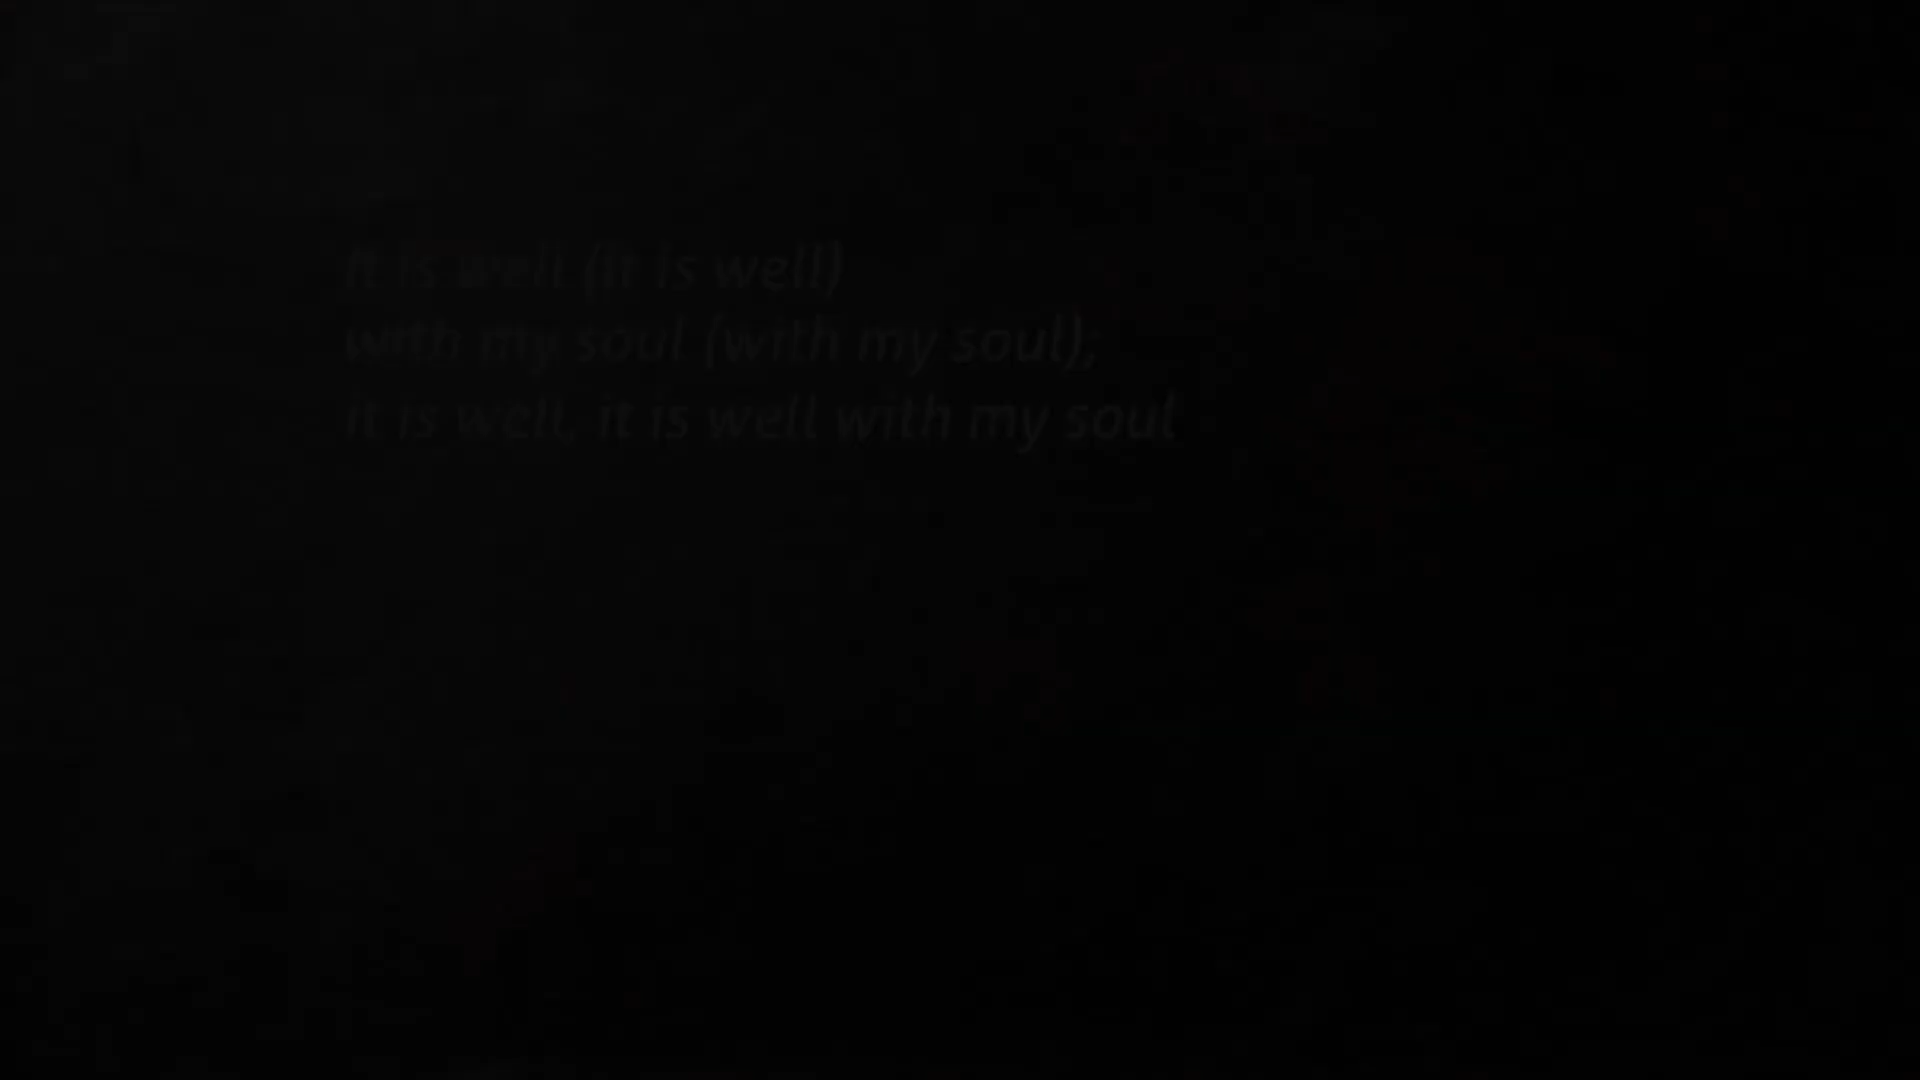 It is well (it is well)
with my soul (with my soul);
it is well, it is well with my soul